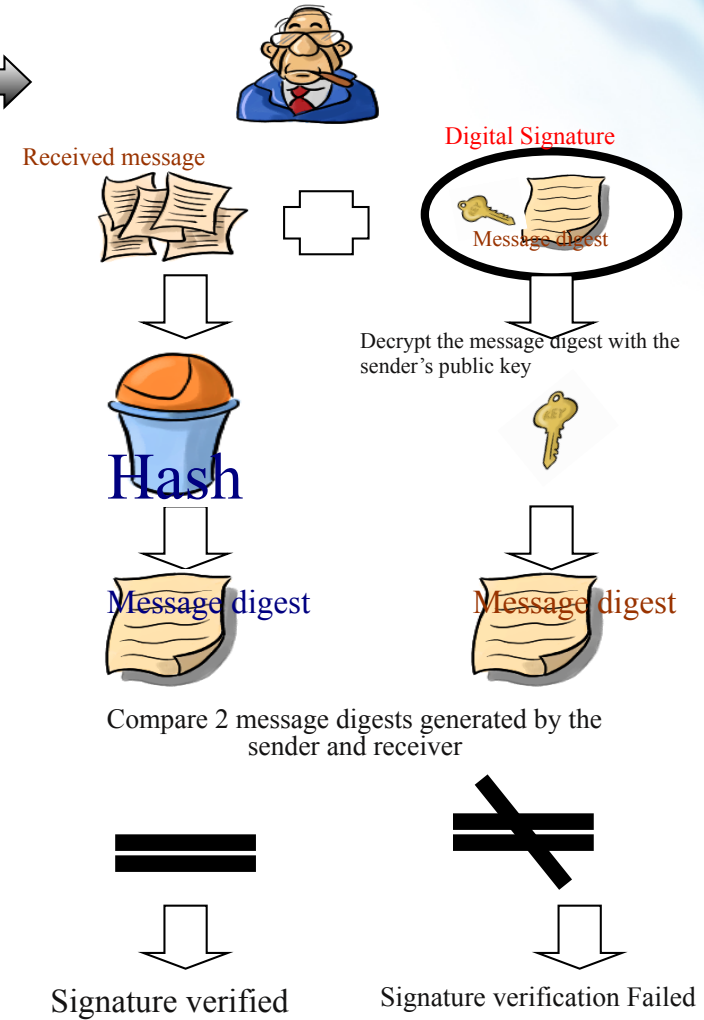 Digital Signature
Received message
Message digest
Decrypt the message digest with the
sender’s public key
KEY
Hash
Message digest
Message digest
Compare 2 message digests generated by the
sender and receiver
Signature verified
Signature verification Failed